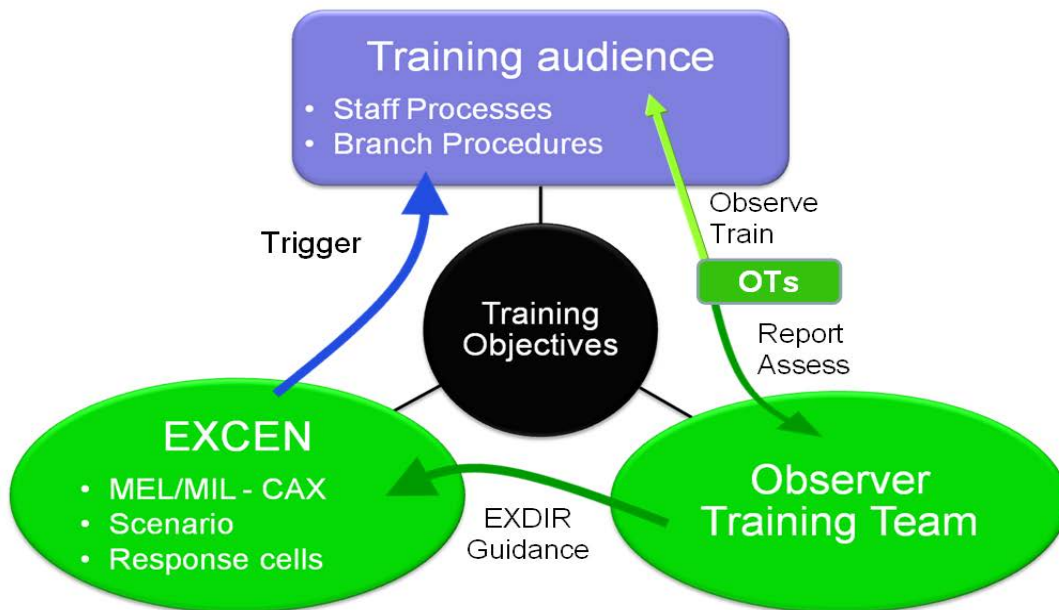 Training audience
• Staff Processes
• Branch Procedures
Observe
Train
Trigger
OTs
Training
Objectives
Report
Assess
EXCEN
• MEL/MIL - CAX
• Scenario
• Response cells
EXDIR
Guidance
Observer
Training Team